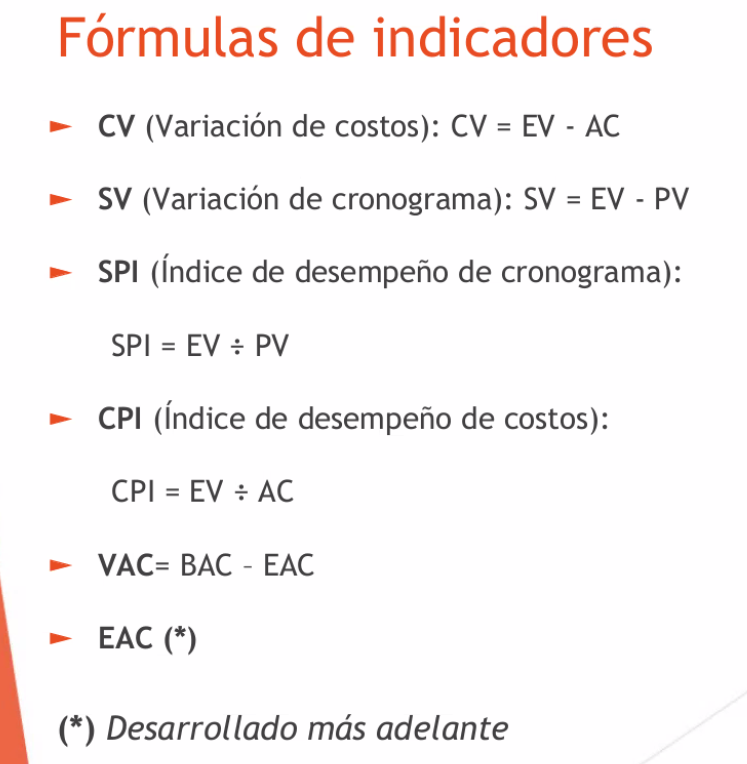 Fórmulas de indicadores
► CV (Variación de costos): CV = EV - AC
► SV (Variación de cronograma): SV = EV - PV
► SPI (Índice de desempeño de cronograma):
SPI = EV ÷ PV
► CPI (Índice de desempeño de costos):
CPI = EV ÷ AC
► VAC= BAC – EAC
► EAC (*)
(*) Desarrollado más adelante